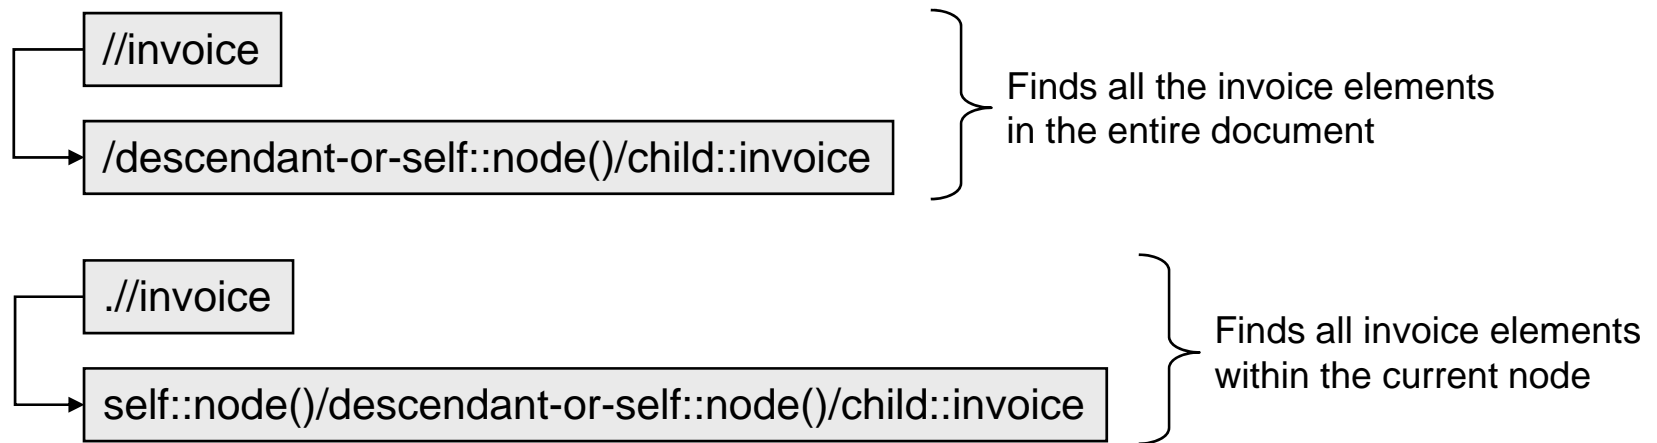 //invoice
/descendant-or-self::node()/child::invoice
Finds all the invoice elements
in the entire document
.//invoice
self::node()/descendant-or-self::node()/child::invoice
Finds all invoice elements
within the current node